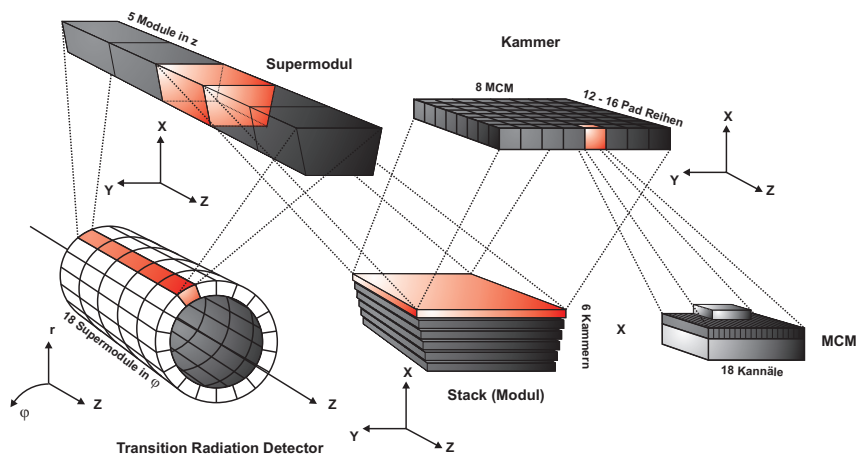 5 Module in z
Supermodul
Kammer
8 MCM
12 - 16 Pad Reihen
X
Y
Z
X
Y
Z
18 Supermodule in φ
r
φ
Z
Z
6 Kammern
X
MCM
18 Kannäle
Stack (Modul)
X
Y
Z
Transition Radiation Detector